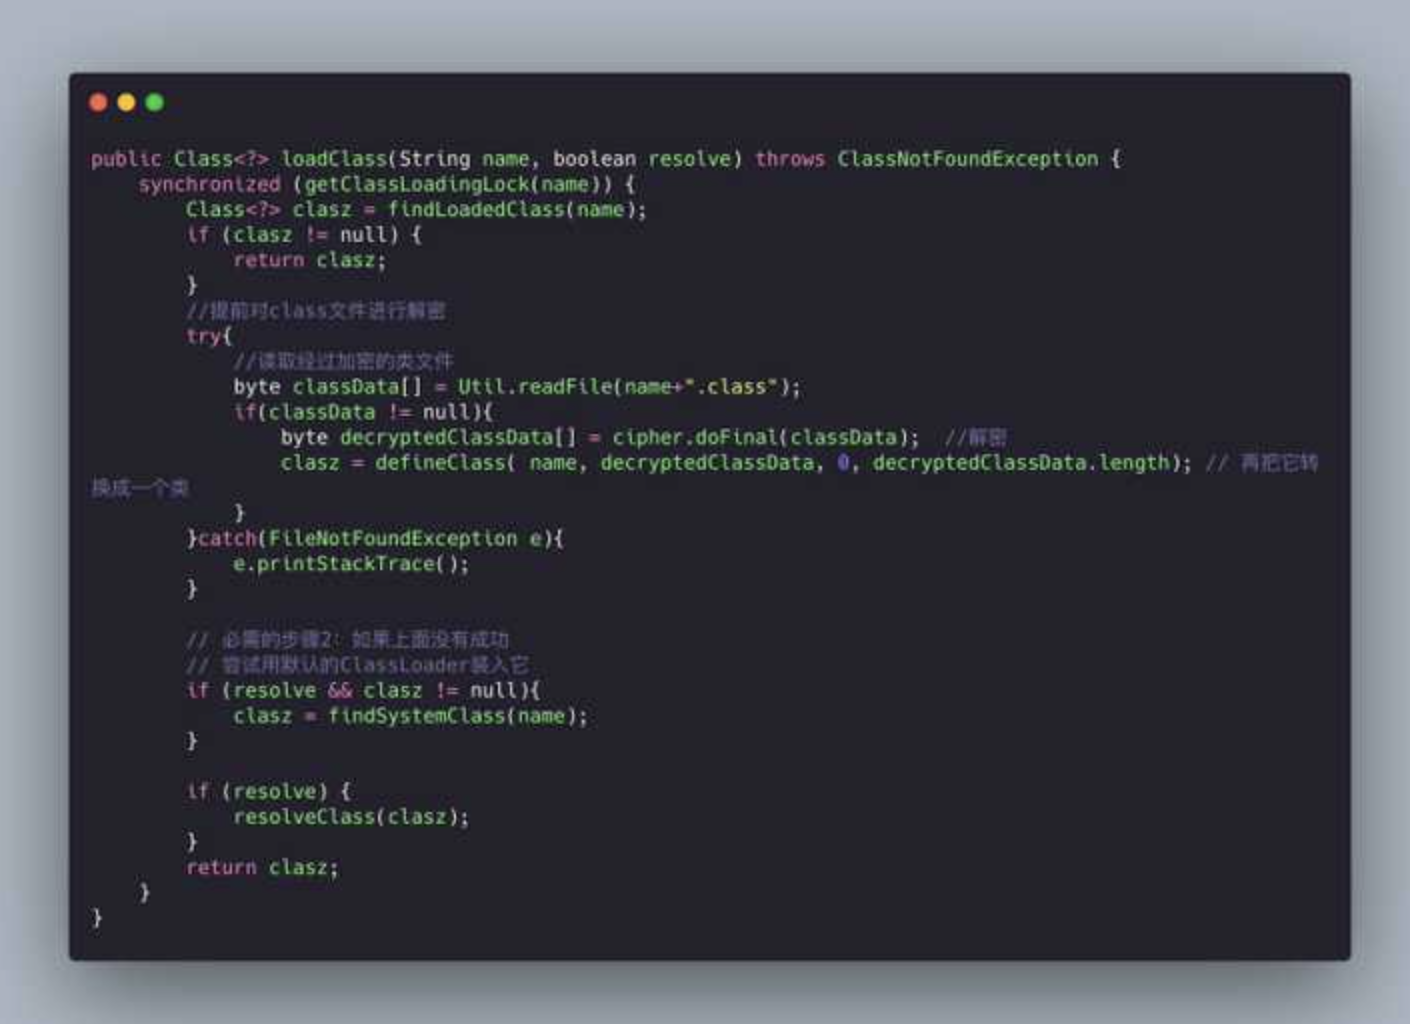 public Class<?> loadClass(String name, boolean resolve) throws ClassNotFoundException {
    synchronized (getClassLoadingLock(name)) {
        Class<?> clasz = findLoadedClass(name);
        if (clasz != null) {
            return clasz;
        }
        //提前对class文件进行解密
        try{
            //读取经过加密的类文件
            byte classData[] = Util.readFile(name+".class");
            if(classData != null){
                byte decryptedClassData[] = cipher.doFinal(classData);  //解密
                clasz = defineClass( name, decryptedClassData, 0, decryptedClassData.length); // 再把它转
换成一个类
            }
        }catch(FileNotFoundException e){
            e.printStackTrace();
        }
        // 必需的步骤2：如果上面没有成功
        // 尝试用默认的ClassLoader装入它
        if (resolve && clasz != null){
            clasz = findSystemClass(name);
        }
        if (resolve) {
            resolveClass(clasz);
        }
        return clasz;
    }
}